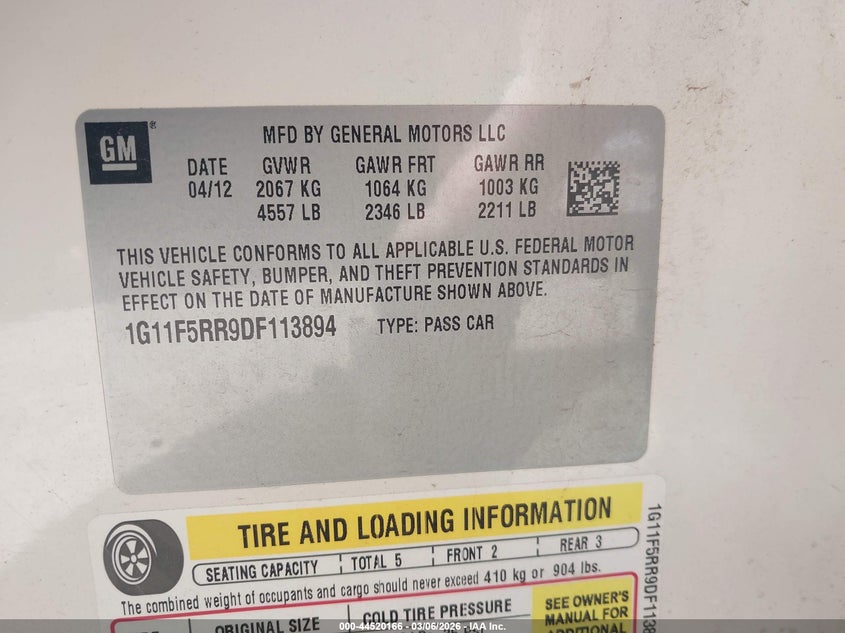 GM
MFD BY GENERAL MOTORS LLC
DATE GVWR GAWR FRT GAWR RR
04/12 2067 KG 1064 KG 1003 KG
4557 LB 2346 LB 2211 LB
THIS VEHICLE CONFORMS TO ALL APPLICABLE U.S. FEDERAL MOTOR
VEHICLE SAFETY, BUMPER, AND THEFT PREVENTION STANDARDS IN
EFFECT ON THE DATE OF MANUFACTURE SHOWN ABOVE.
1G11F5RR9DF113894 TYPE: PASS CAR
TIRE AND LOADING INFORMATION
SEATING CAPACITY TOTAL 5 FRONT 2 REAR 3
The combined weight of occupants and cargo should never exceed 410 kg or 904 lbs.
ORIGINAL SIZE COLD TIRE PRESSURE
SEE OWNER'S
MANUAL FOR
ADDITIONAL
1G11F5RR9DF1138
000-44520166 - 03/06/2026 - IAA Inc.